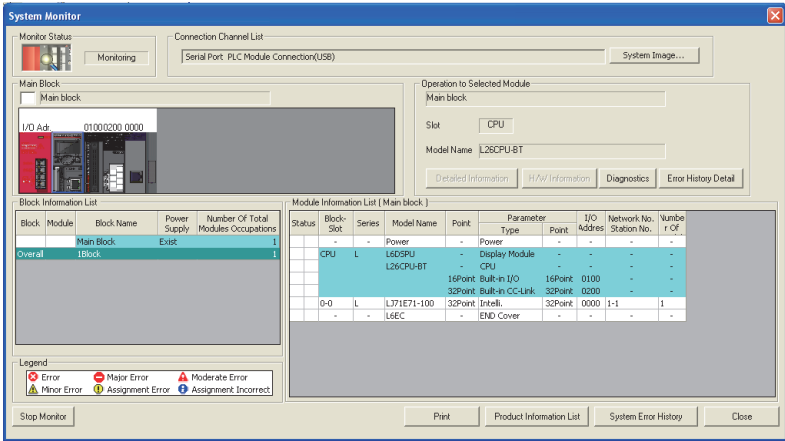 System Monitor
Monitor Status
Monitoring
Connection Channel List
Serial Port PLC Module Connection(USB)
System Image...
Main Block
Main block
I/O Adr. 01000200 0000
Operation to Selected Module
Main block
Slot CPU
Model Name L26CPU-BT
Detailed Information H/W Information Diagnostics Error History Detail
Block Information List
Block Module Block Name Power Supply Number Of Total Modules Occupations
Main Block Exist 1
Overall 1Block 1
Module Information List ( Main block )
Status Block-Slot Series Model Name Point Parameter Type Point I/O Addres Network No. Station No. Numbe r Of
- - Power - Power - - - -
CPU L L6DSPU - Display Module - - - -
L26CPU-BT - CPU - - - -
16Point Built-in I/O 16Point 0100 - -
32Point Built-in CC-Link 32Point 0200 - -
0-0 L LJ71E71-100 32Point Intelli. 32Point 0000 1-1 1
- - L6EC - END Cover - - - -
Legend
Error Major Error Moderate Error
Minor Error Assignment Error Assignment Incorrect
Stop Monitor
Print Product Information List System Error History Close